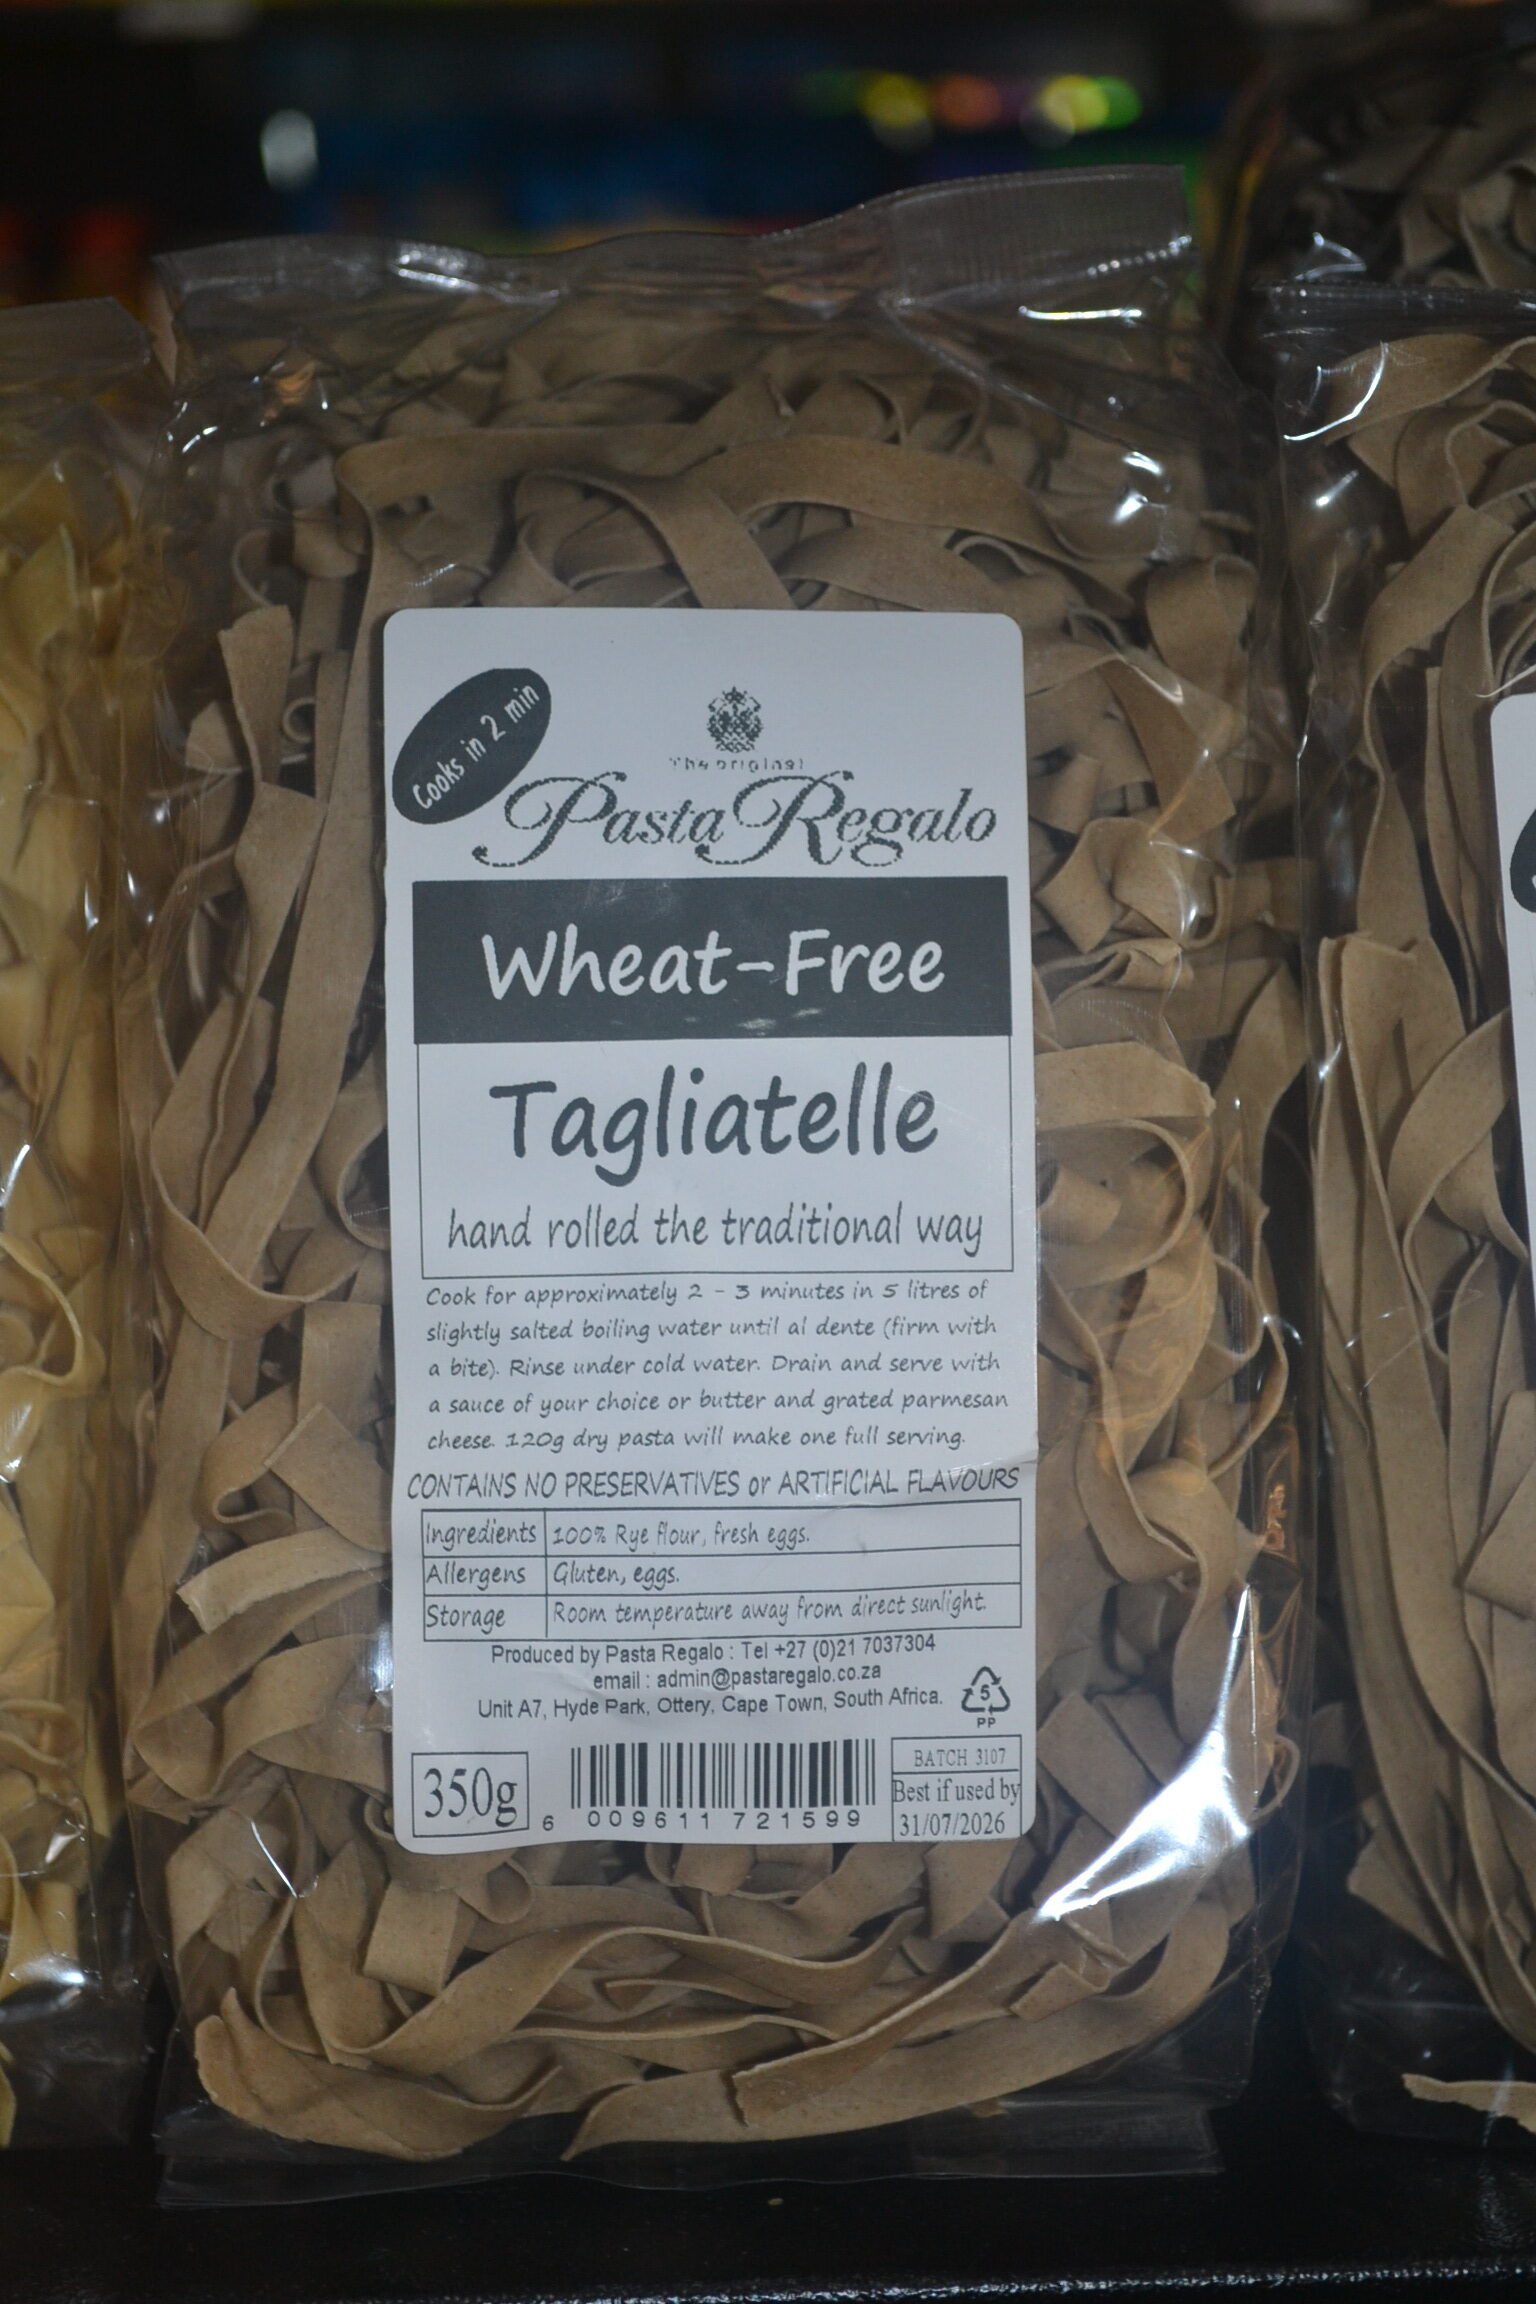 Cooks in 2 min
The original
Pasta Regalo
Wheat-Free
Tagliatelle
hand rolled the traditional way
Cook for approximately 2 - 3 minutes in 5 litres of
slightly salted boiling water until al dente (firm with
a bite). Rinse under cold water. Drain and serve with
a sauce of your choice or butter and grated parmesan
cheese. 120g dry pasta will make one full serving.
CONTAINS NO PRESERVATIVES or ARTIFICIAL FLAVOURS
Ingredients 100% Rye flour, fresh eggs.
Allergens Gluten, eggs.
Storage Room temperature away from direct sunlight.
Produced by Pasta Regalo : Tel +27 (0)21 7037304
email : admin@pastaregalo.co.za
Unit A7, Hyde Park, Ottery, Cape Town, South Africa.
5
PP
350g
6 009611 721599
BATCH 3107
Best if used by
31/07/2026